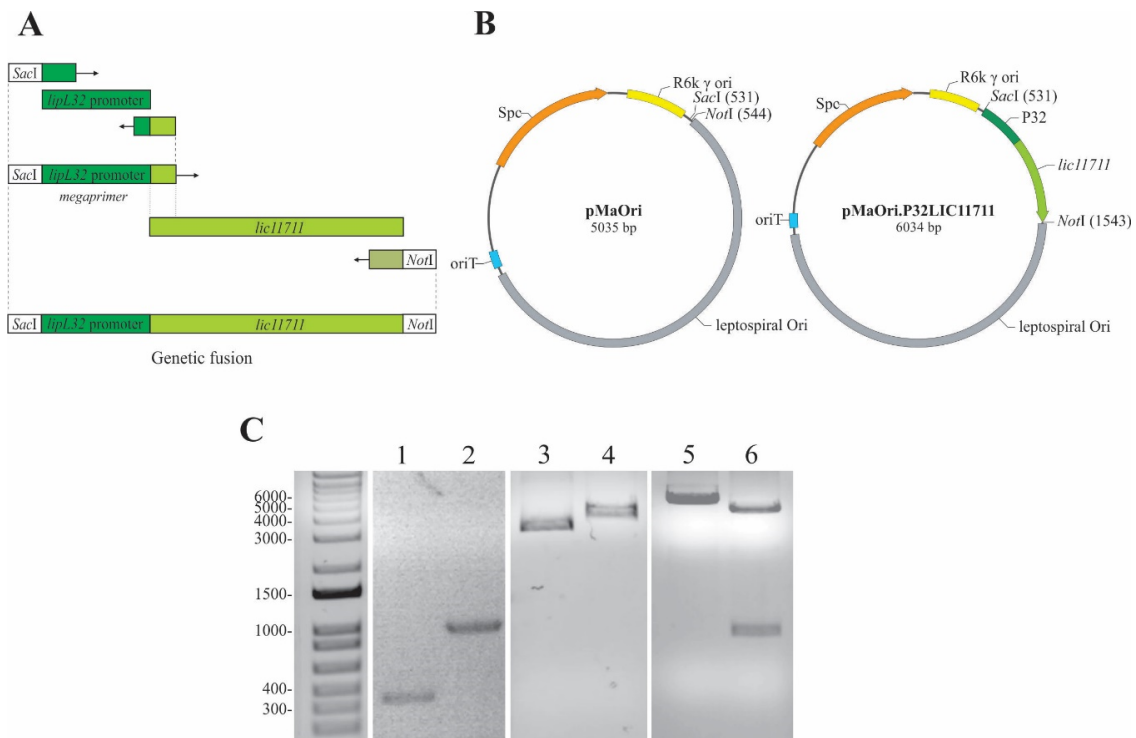 A
SacI
lipL32 promoter
SacI
lipL32 promoter
megaprimer
lic11711
NotI
SacI
lipL32 promoter
lic11711
NotI
Genetic fusion
B
R6k γ ori
SacI (531)
NotI (544)
Spc
pMaOri
5035 bp
oriT
leptospiral Ori
R6k γ ori
SacI (531)
P32
Spc
lic11711
pMaOri.P32LIC11711
6034 bp
NotI (1543)
oriT
leptospiral Ori
C
1 2 3 4 5 6
6000-
5000-
4000-
3000-
1500-
1000-
400-
300-